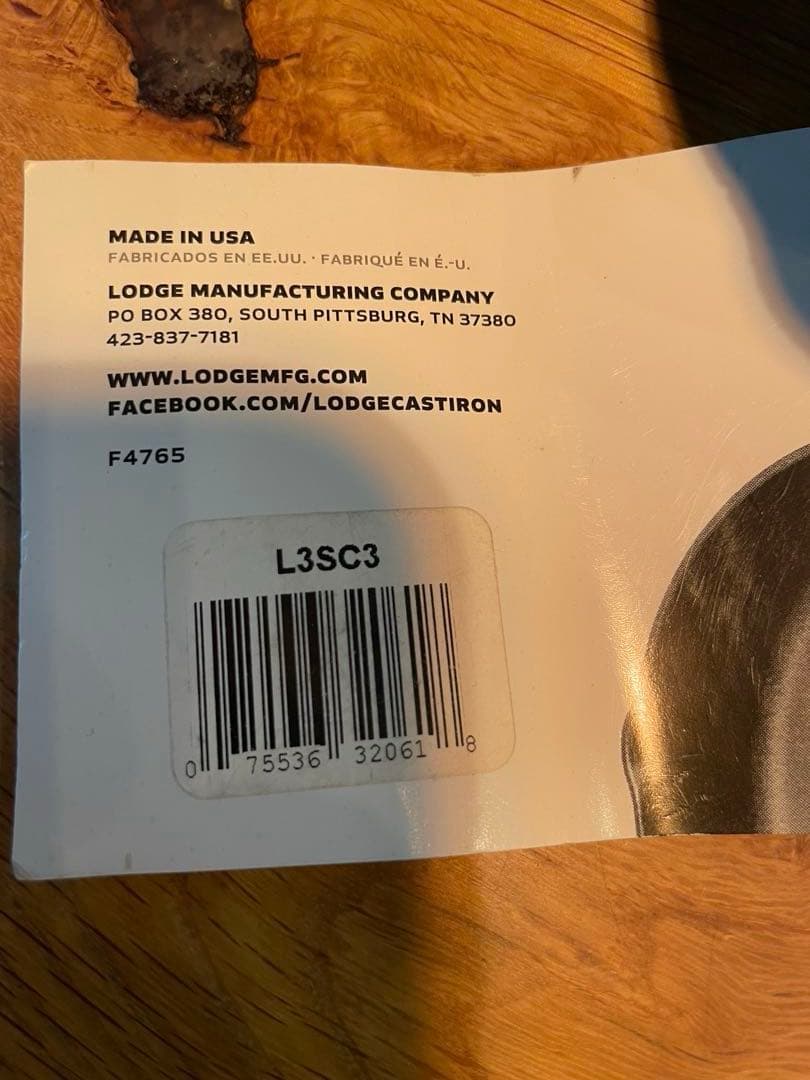 MADE IN USA
FABRICADOS EN EE.UU. · FABRIQUÉ EN É.-U.
LODGE MANUFACTURING COMPANY
PO BOX 380, SOUTH PITTSBURG, TN 37380
423-837-7181
WWW.LODGEMFG.COM
FACEBOOK.COM/LODGECASTIRON
F4765
L3SC3
0 75536 32061 8